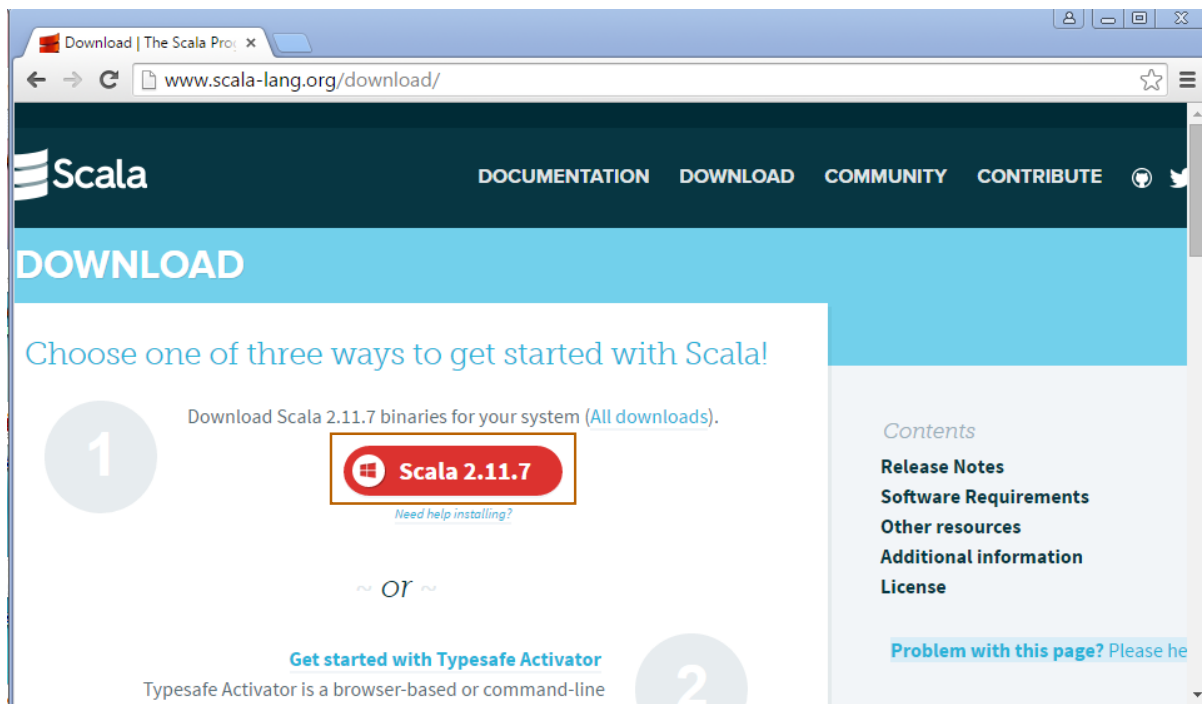 Download | The Scala Pro
www.scala-lang.org/download/
Scala
DOCUMENTATION DOWNLOAD COMMUNITY CONTRIBUTE
DOWNLOAD
Choose one of three ways to get started with Scala!
1
Download Scala 2.11.7 binaries for your system (All downloads).
Scala 2.11.7
Need help installing?
~ or ~
Get started with Typesafe Activator
Typesafe Activator is a browser-based or command-line
2
Contents
Release Notes
Software Requirements
Other resources
Additional information
License
Problem with this page? Please he